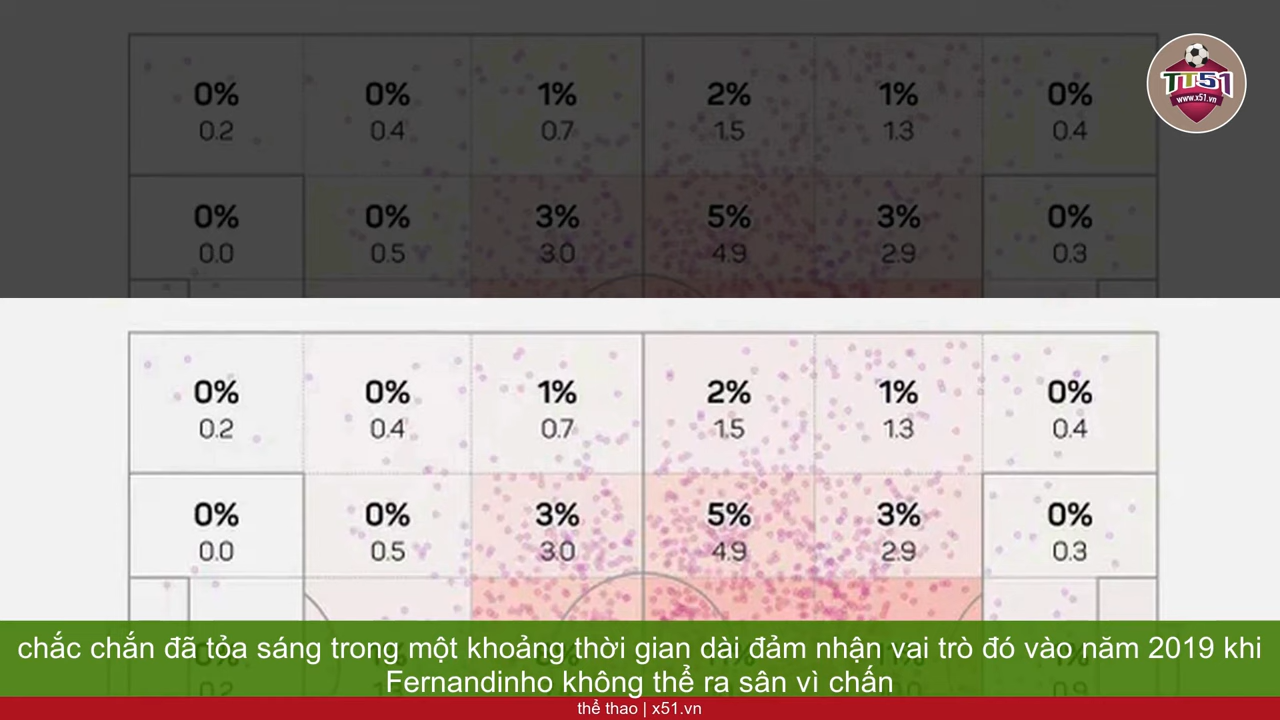 0% 0% 1% 2% 1% 0%
0.2 0.4 0.7 1.5 1.3 0.4
TT51
www.x51.vn
0% 0% 3% 5% 3% 0%
0.0 0.5 3.0 4.9 2.9 0.3
0% 0% 1% 2% 1% 0%
0.2 0.4 0.7 1.5 1.3 0.4
0% 0% 3% 5% 3% 0%
0.0 0.5 3.0 4.9 2.9 0.3
chắc chắn đã tỏa sáng trong một khoảng thời gian dài đảm nhận vai trò đó vào năm 2019 khi
Fernandinho không thể ra sân vì chấn
thể thao | x51.vn